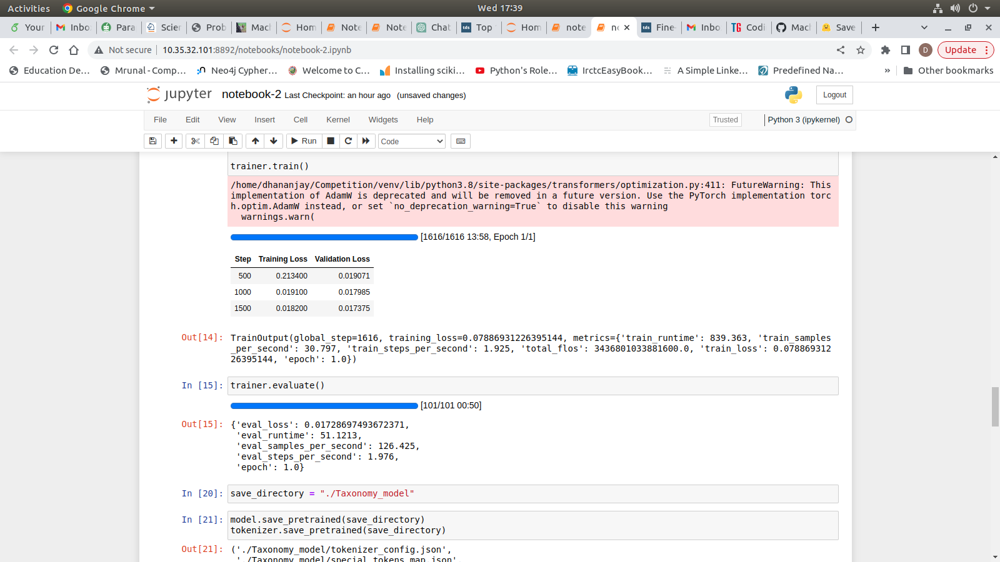 Activities Google Chrome Wed 17:39
Your Inbo Para Scien Prob Mach Hom Note Note Chat Top Hom note no Fine Inbo Codi Mach Save
Not secure 10.35.32.101:8892/notebooks/notebook-2.ipynb D Update
Education De... Mrunal - Comp... Neo4j Cypher... Welcome to C... Installing sciki... Python's Role... IrctcEasyBook... A Simple Linke... Predefined Na... » Other bookmarks
jupyter notebook-2 Last Checkpoint: an hour ago (unsaved changes) Logout
File Edit View Insert Cell Kernel Widgets Help Trusted Python 3 (ipykernel)
Run Code
trainer.train()
/home/dhananjay/Competition/venv/lib/python3.8/site-packages/transformers/optimization.py:411: FutureWarning: This
implementation of AdamW is deprecated and will be removed in a future version. Use the PyTorch implementation torc
h.optim.AdamW instead, or set `no_deprecation_warning=True` to disable this warning
warnings.warn(
[1616/1616 13:58, Epoch 1/1]
Step Training Loss Validation Loss
500 0.213400 0.019071
1000 0.019100 0.017985
1500 0.018200 0.017375
Out[14]: TrainOutput(global_step=1616, training_loss=0.07886931226395144, metrics={'train_runtime': 839.363, 'train_samples
_per_second': 30.797, 'train_steps_per_second': 1.925, 'total_flos': 3436801033881600.0, 'train_loss': 0.078869312
26395144, 'epoch': 1.0})
In [15]: trainer.evaluate()
[101/101 00:50]
Out[15]: {'eval_loss': 0.01728697493672371,
'eval_runtime': 51.1213,
'eval_samples_per_second': 126.425,
'eval_steps_per_second': 1.976,
'epoch': 1.0}
In [20]: save_directory = "./Taxonomy_model"
In [21]: model.save_pretrained(save_directory)
tokenizer.save_pretrained(save_directory)
Out[21]: ('./Taxonomy_model/tokenizer_config.json',
'./Taxonomy_model/special_tokens_map.json'